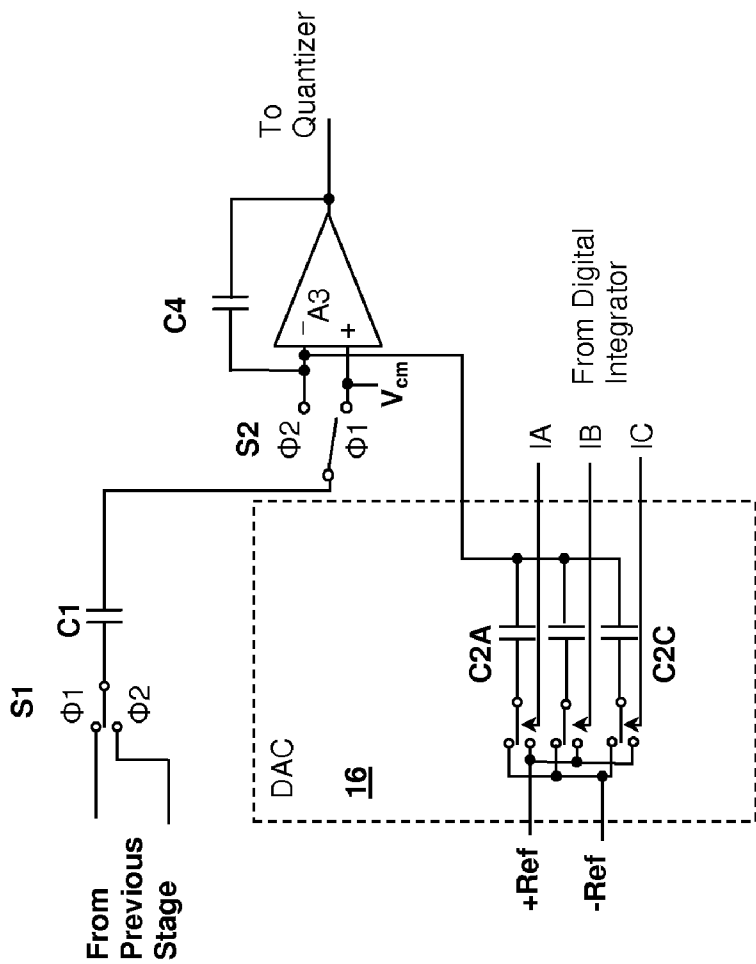 S1
Φ1
Φ2
From
Previous
Stage
C1
S2
Φ2
Φ1
C4
−
A3
+
Vcm
To
Quantizer
DAC
16
C2A
C2C
+Ref
-Ref
IA
IB
IC
From Digital
Integrator